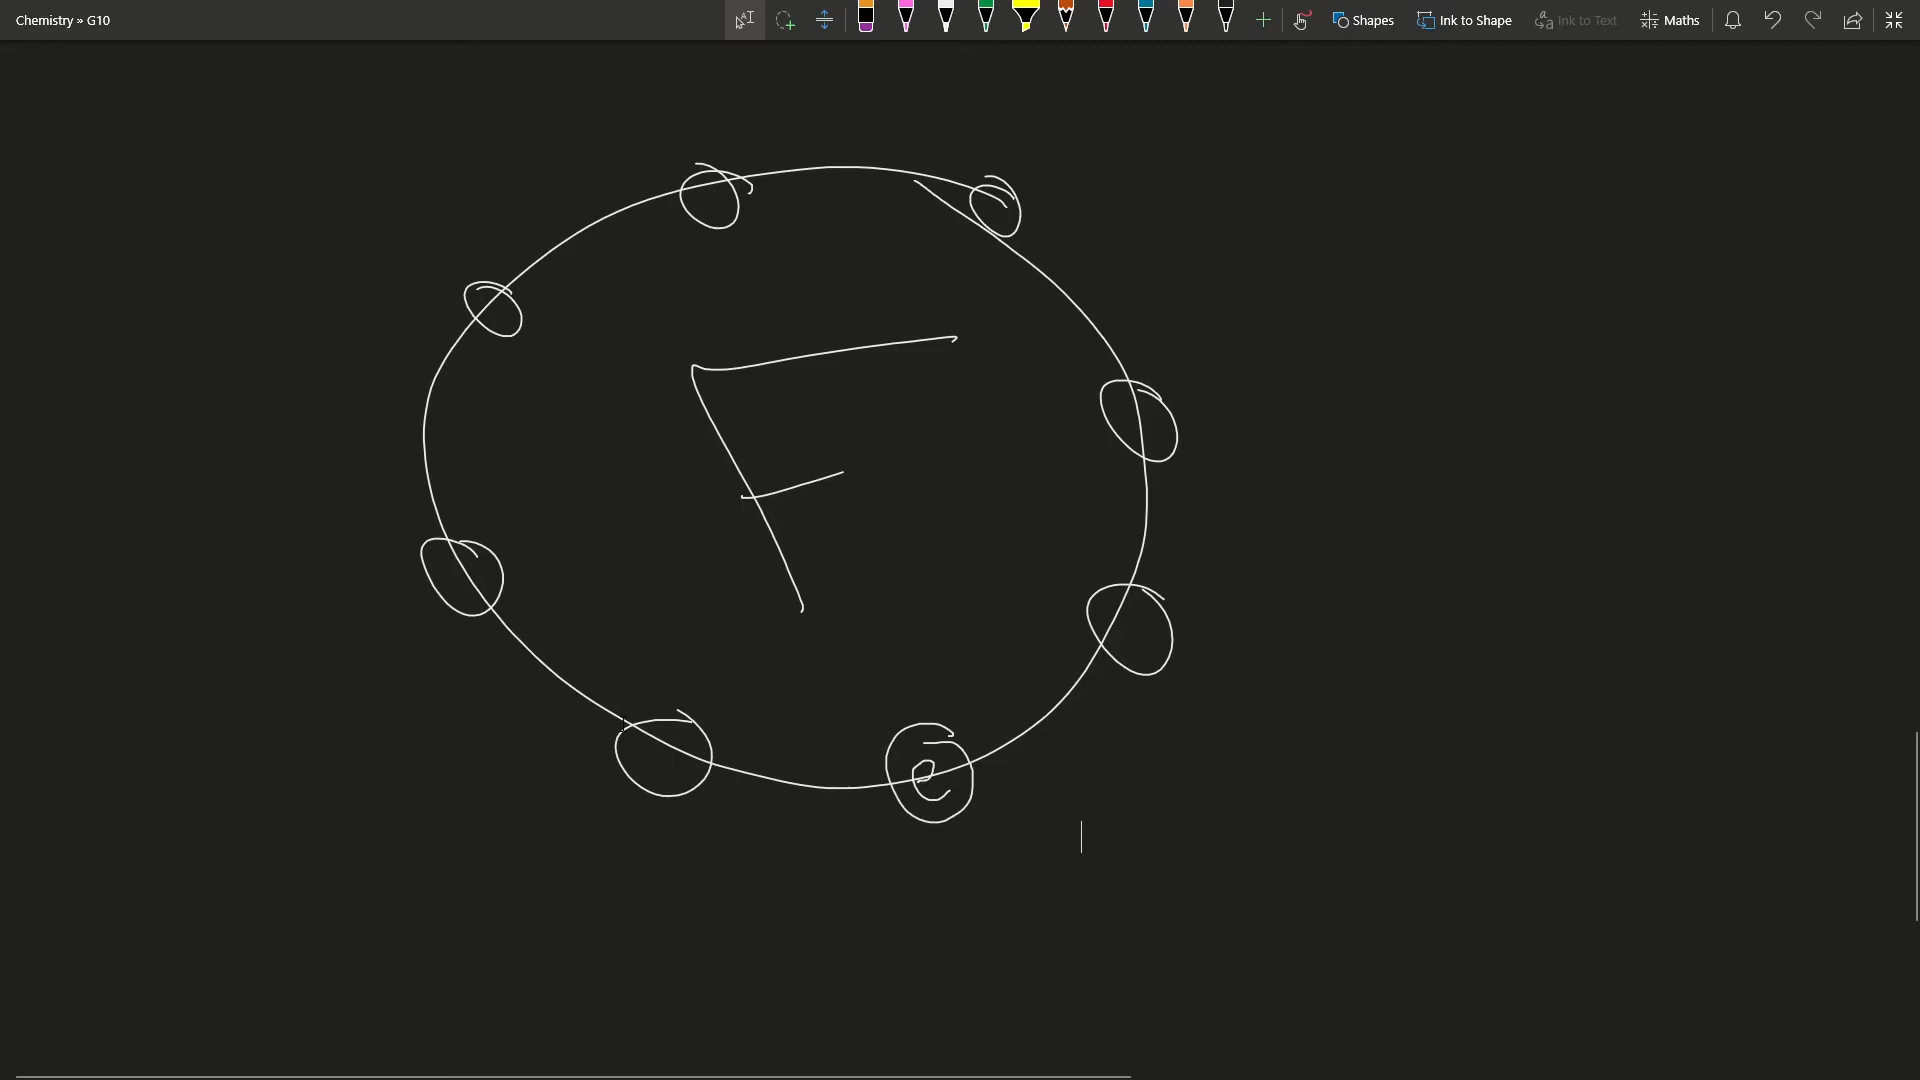 Chemistry » G10
Shapes
Ink to Shape
Ink to Text
Maths
F
e